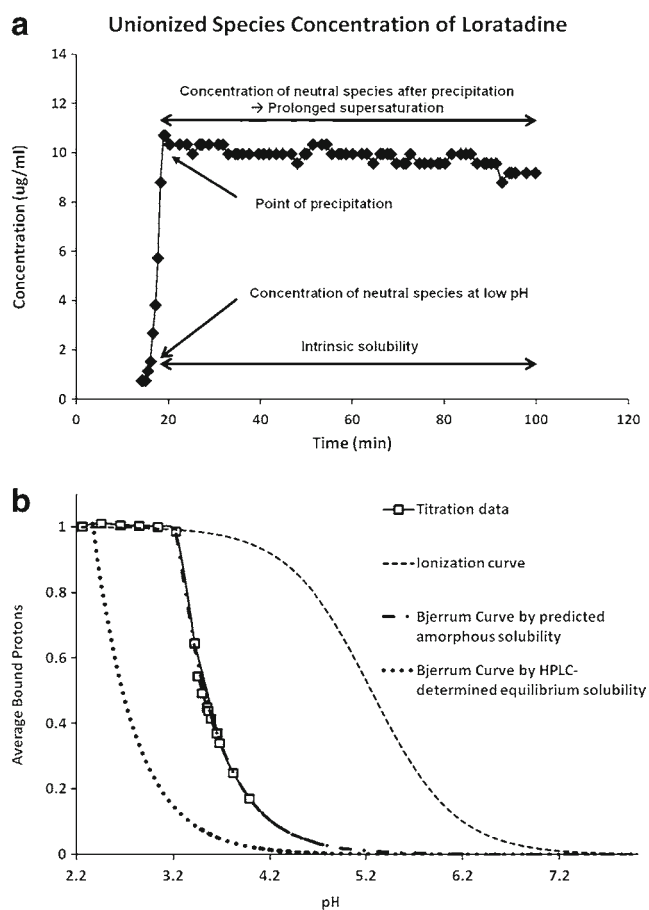 a
Unionized Species Concentration of Loratadine
14
12
10
8
6
4
2
0
Concentration (ug/ml)
Concentration of neutral species after precipitation
→ Prolonged supersaturation
Point of precipitation
Concentration of neutral species at low pH
Intrinsic solubility
0 20 40 60 80 100 120
Time (min)
b
1
0.8
0.6
0.4
0.2
0
Average Bound Protons
Titration data
Ionization curve
Bjerrum Curve by predicted
amorphous solubility
Bjerrum Curve by HPLC-
determined equilibrium solubility
2.2 3.2 4.2 5.2 6.2 7.2
pH